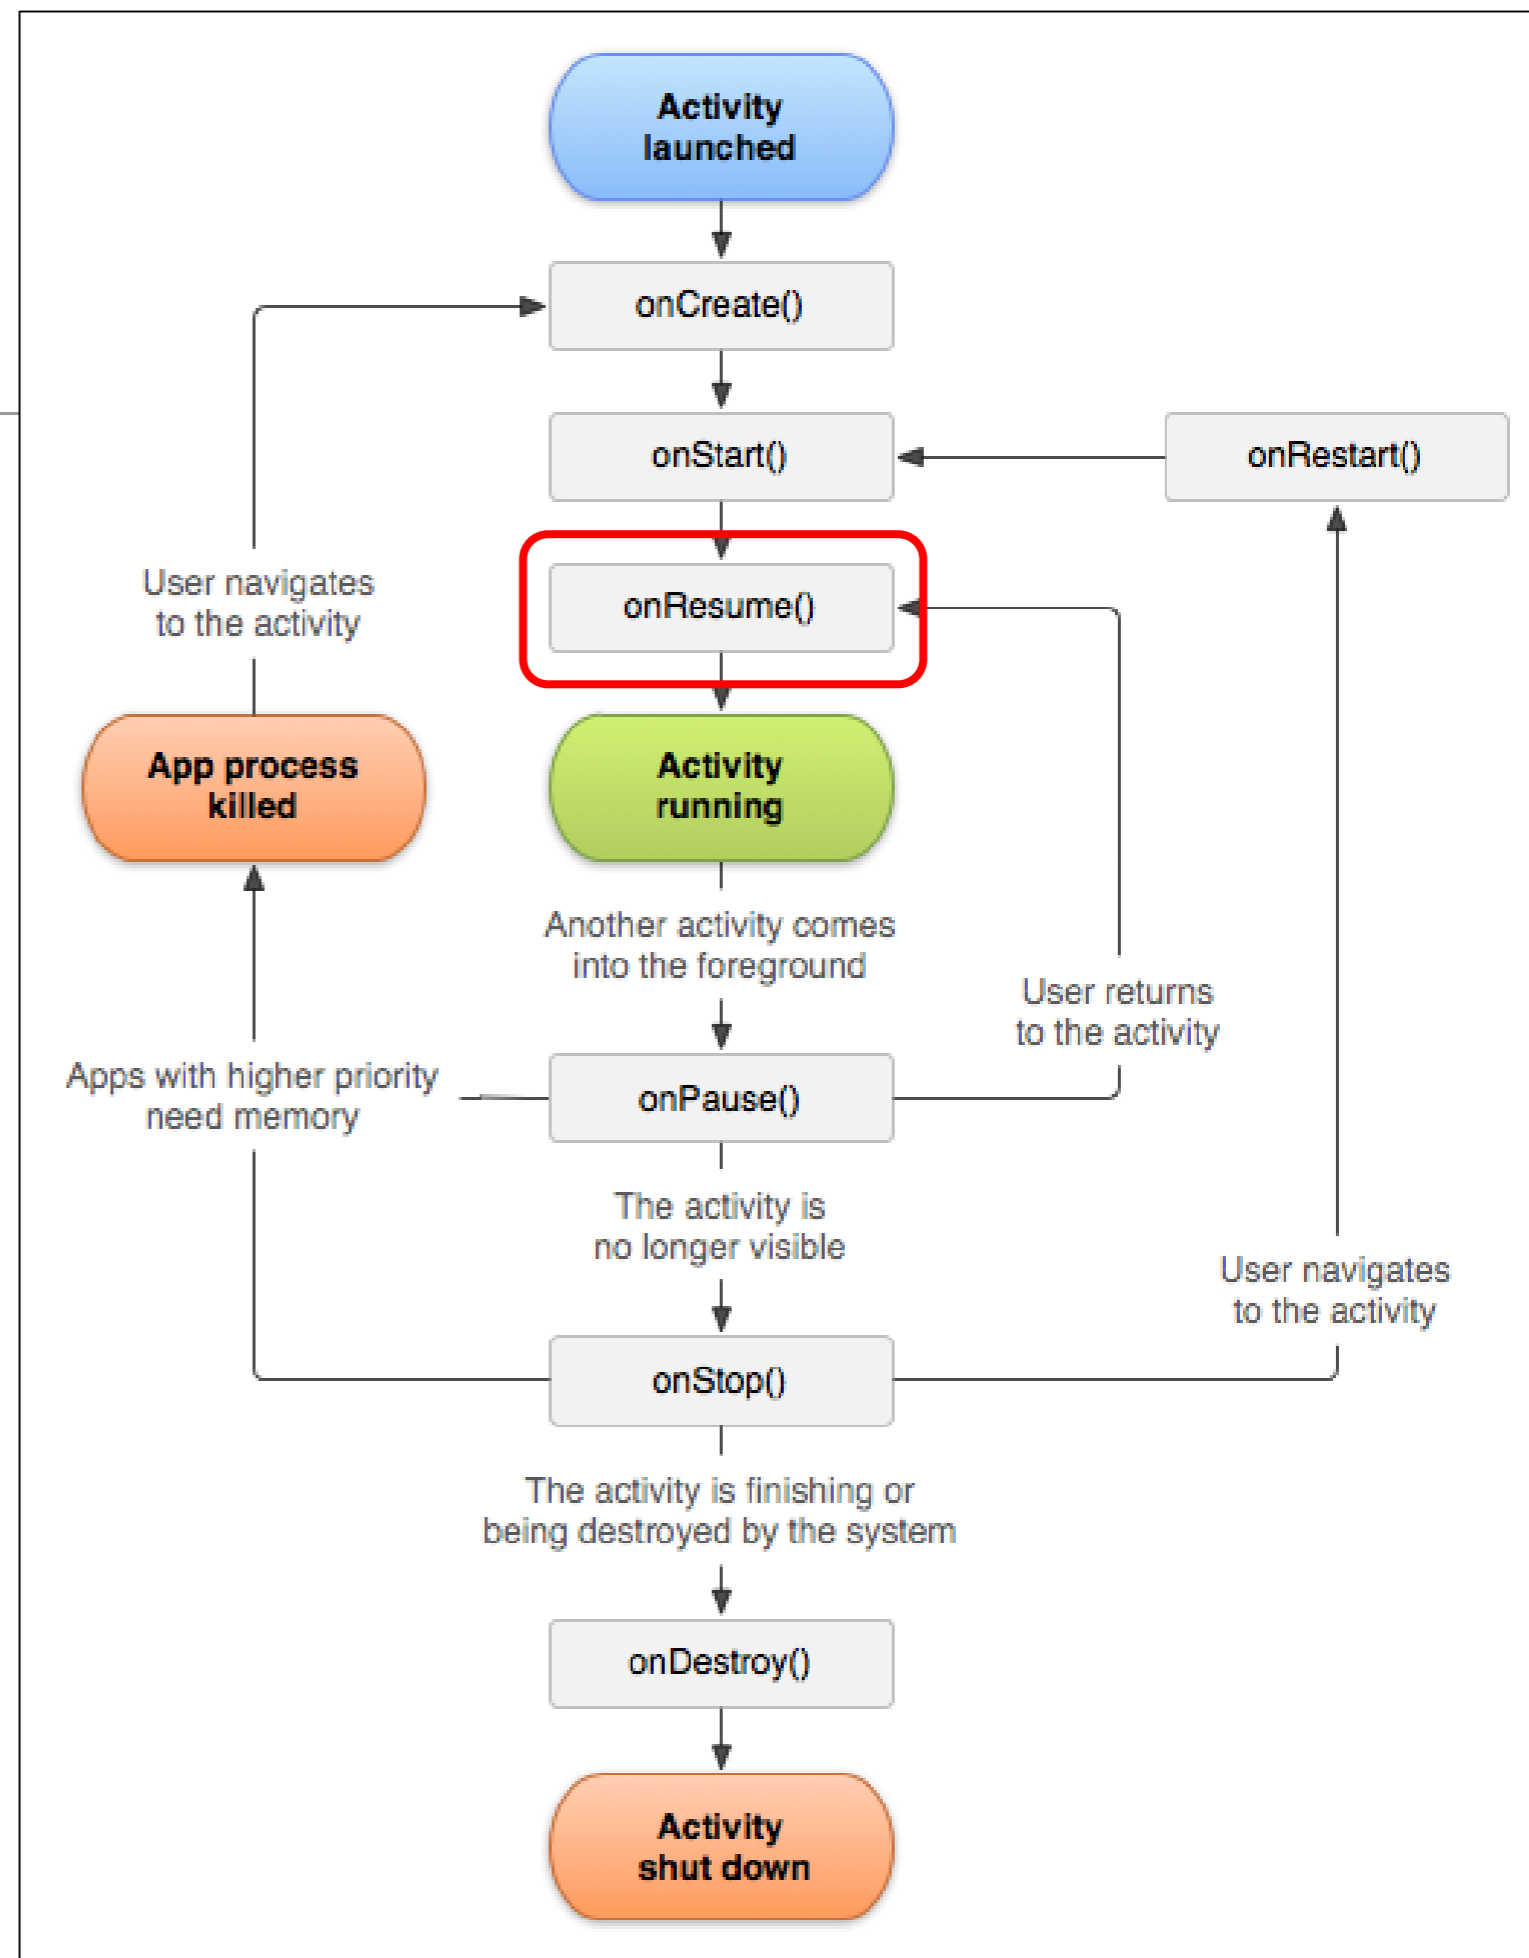 Activity
launched
onCreate()
onStart()
onRestart()
User navigates
to the activity
onResume()
App process
killed
Activity
running
Another activity comes
into the foreground
User returns
to the activity
Apps with higher priority
need memory
onPause()
The activity is
no longer visible
User navigates
to the activity
onStop()
The activity is finishing or
being destroyed by the system
onDestroy()
Activity
shut down